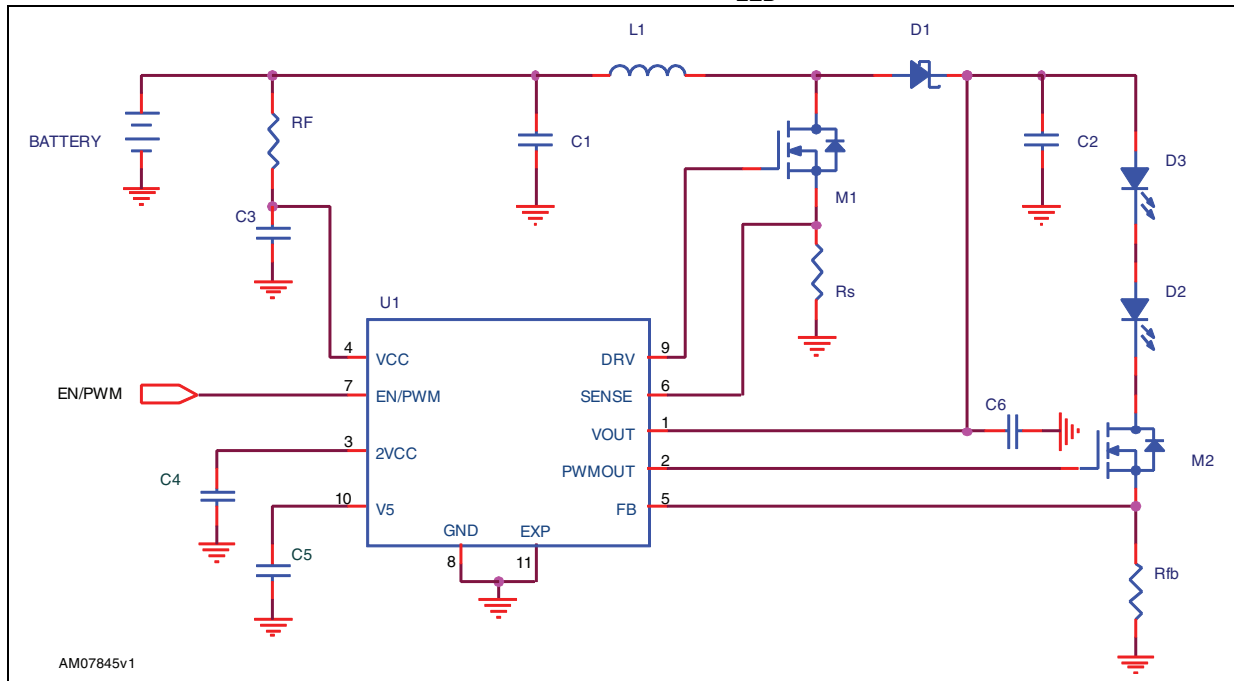 L1
D1
RF
BATTERY
C1
C2
D3
M1
C3
Rs
D2
U1
4
VCC
DRV
9
EN/PWM
7
EN/PWM
SENSE
6
C6
VOUT
1
3
2VCC
PWMOUT
2
M2
C4
10
V5
FB
5
GND
EXP
C5
8
11
Rfb
AM07845v1